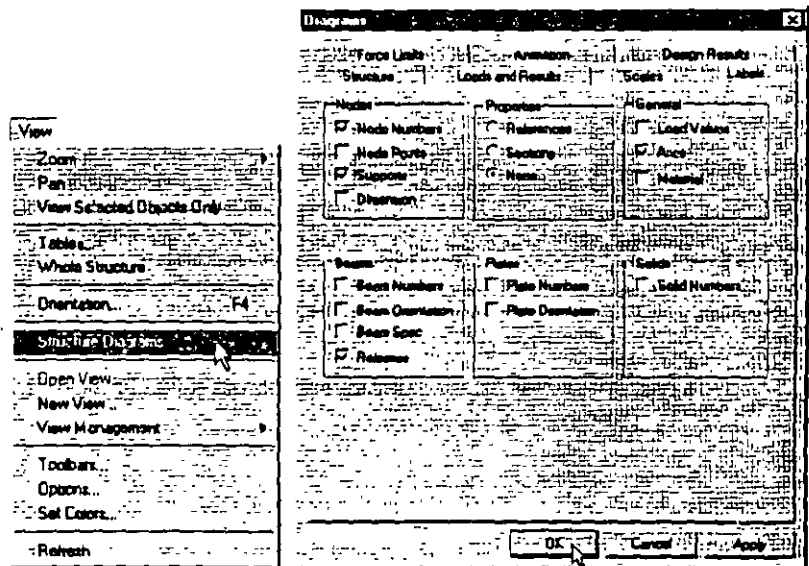 View
Zoom
Pan
View Selected Objects Only
Tables...
Whole Structure
Orientation... F4
Structure Diagrams
Open View...
New View...
View Management
Toolbars...
Options...
Set Colors...
Refresh
Diagrams
Force Limits Animation Design Results
Structure Loads and Results Scales Labels
Nodes
Node Numbers
Node Points
Supports
Dimension
Properties
References
Sections
None
General
Load Values
Axes
Material
Beams
Beam Numbers
Beam Orientation
Beam Spec
Releases
Plates
Plate Numbers
Plate Orientation
Solids
Solid Numbers
OK Cancel Apply